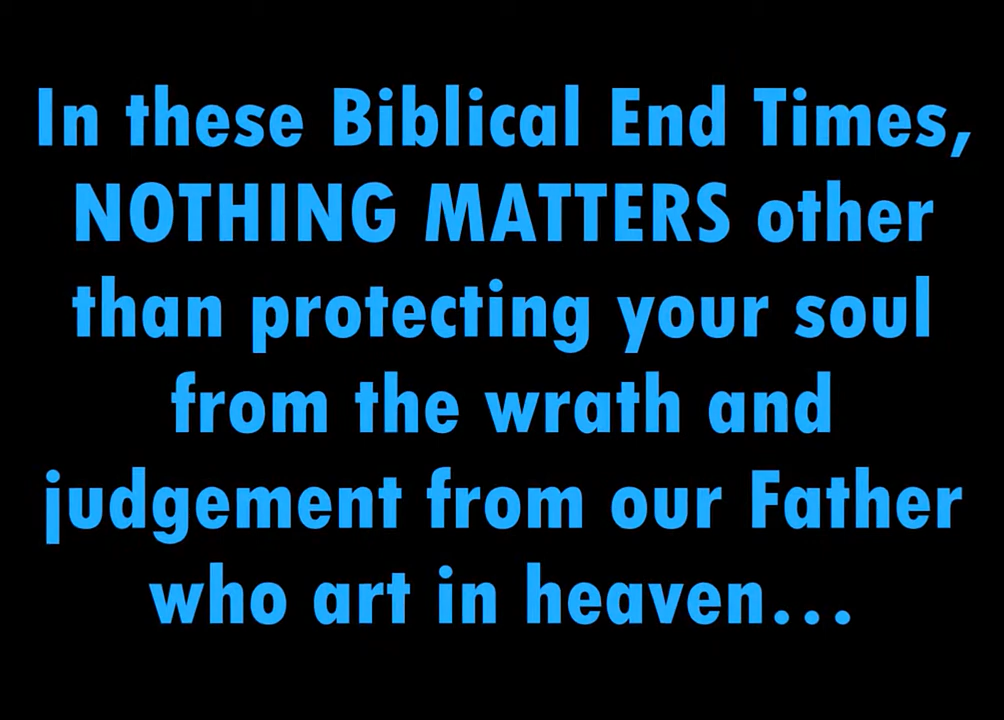 In these Biblical End Times,
NOTHING MATTERS other
than protecting your soul
from the wrath and
judgement from our Father
who art in heaven...